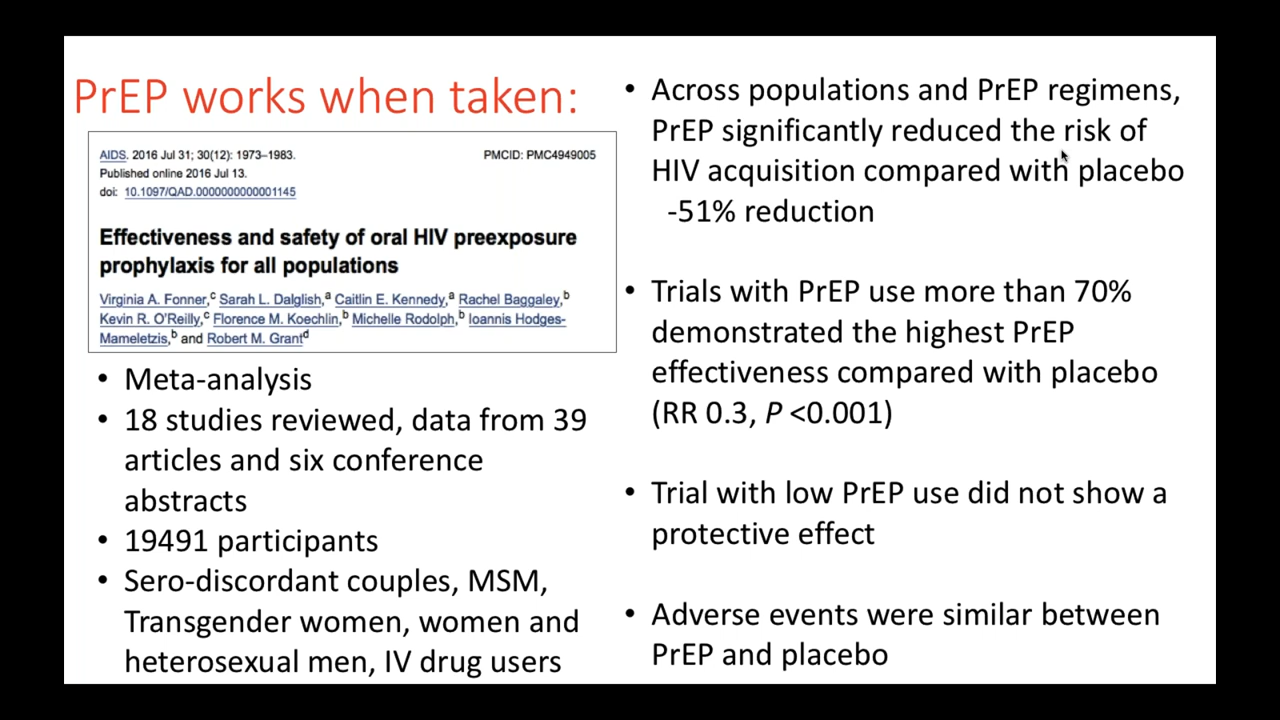 PrEP works when taken:
AIDS. 2016 Jul 31; 30(12): 1973–1983. PMCID: PMC4949005
Published online 2016 Jul 13.
doi: 10.1097/QAD.0000000000001145
Effectiveness and safety of oral HIV preexposure
prophylaxis for all populations
Virginia A. Fonner,c Sarah L. Dalglish,a Caitlin E. Kennedy,a Rachel Baggaley,b
Kevin R. O'Reilly,c Florence M. Koechlin,b Michelle Rodolph,b Ioannis Hodges-
Mameletzis,b and Robert M. Grantd
• Meta-analysis
• 18 studies reviewed, data from 39
articles and six conference
abstracts
• 19491 participants
• Sero-discordant couples, MSM,
Transgender women, women and
heterosexual men, IV drug users
• Across populations and PrEP regimens,
PrEP significantly reduced the risk of
HIV acquisition compared with placebo
-51% reduction
• Trials with PrEP use more than 70%
demonstrated the highest PrEP
effectiveness compared with placebo
(RR 0.3, P <0.001)
• Trial with low PrEP use did not show a
protective effect
• Adverse events were similar between
PrEP and placebo